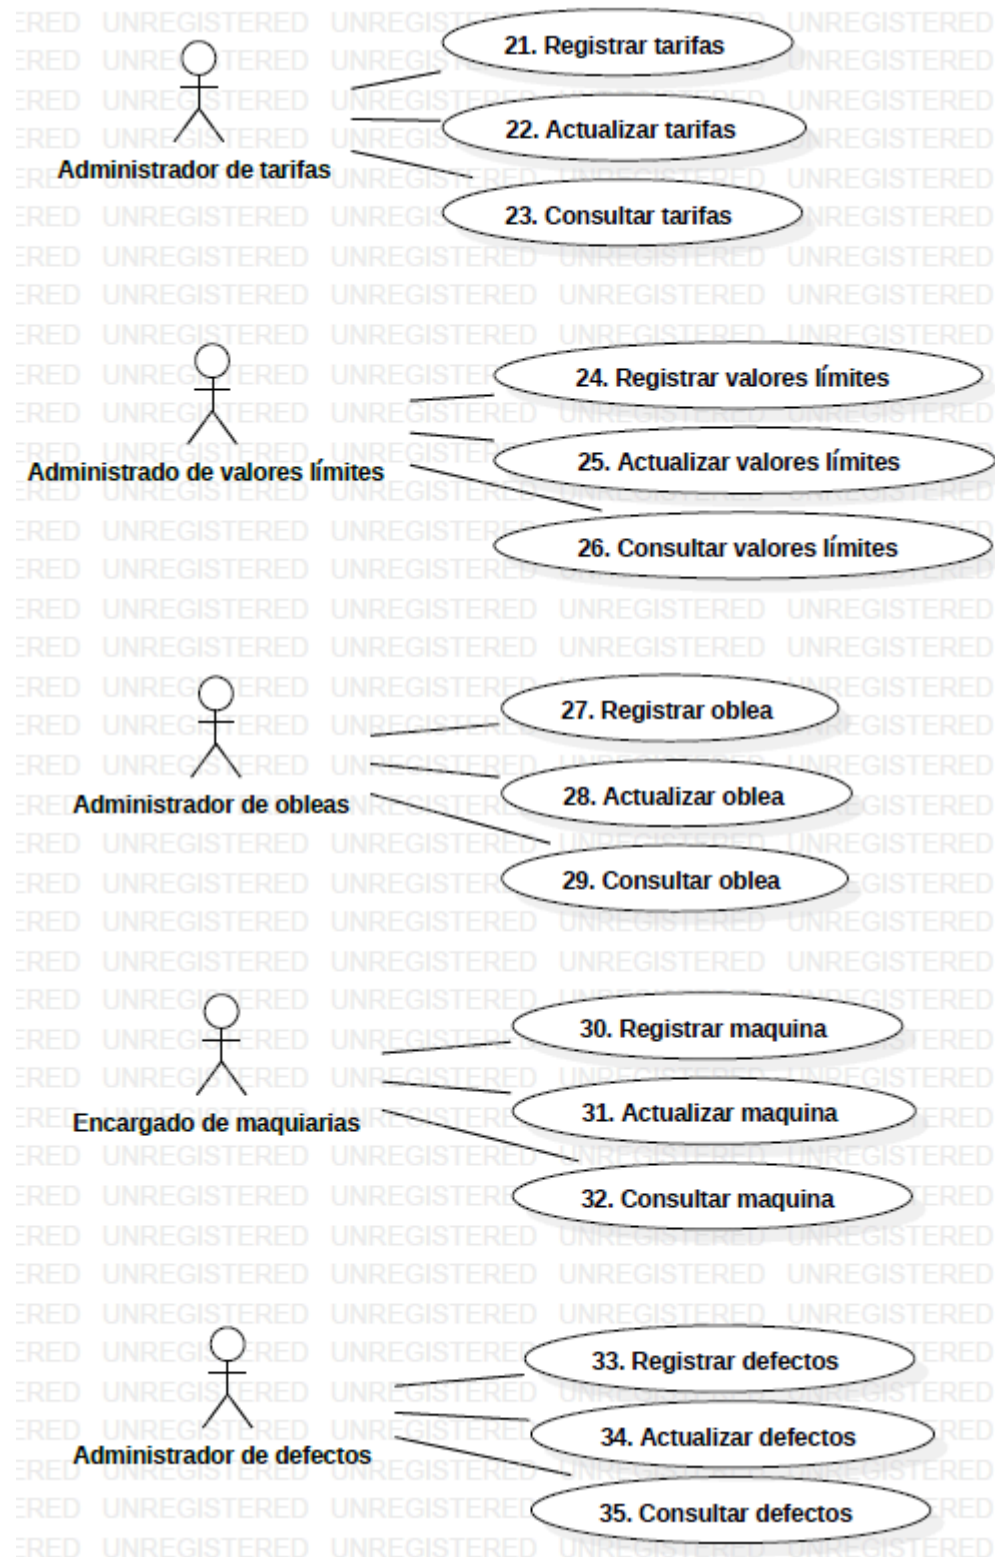 21. Registrar tarifas
22. Actualizar tarifas
Administrador de tarifas
23. Consultar tarifas
24. Registrar valores límites
25. Actualizar valores límites
Administrado de valores límites
26. Consultar valores límites
27. Registrar oblea
28. Actualizar oblea
Administrador de obleas
29. Consultar oblea
30. Registrar maquina
31. Actualizar maquina
Encargado de maquiarias
32. Consultar maquina
33. Registrar defectos
34. Actualizar defectos
Administrador de defectos
35. Consultar defectos
UNREGISTERED